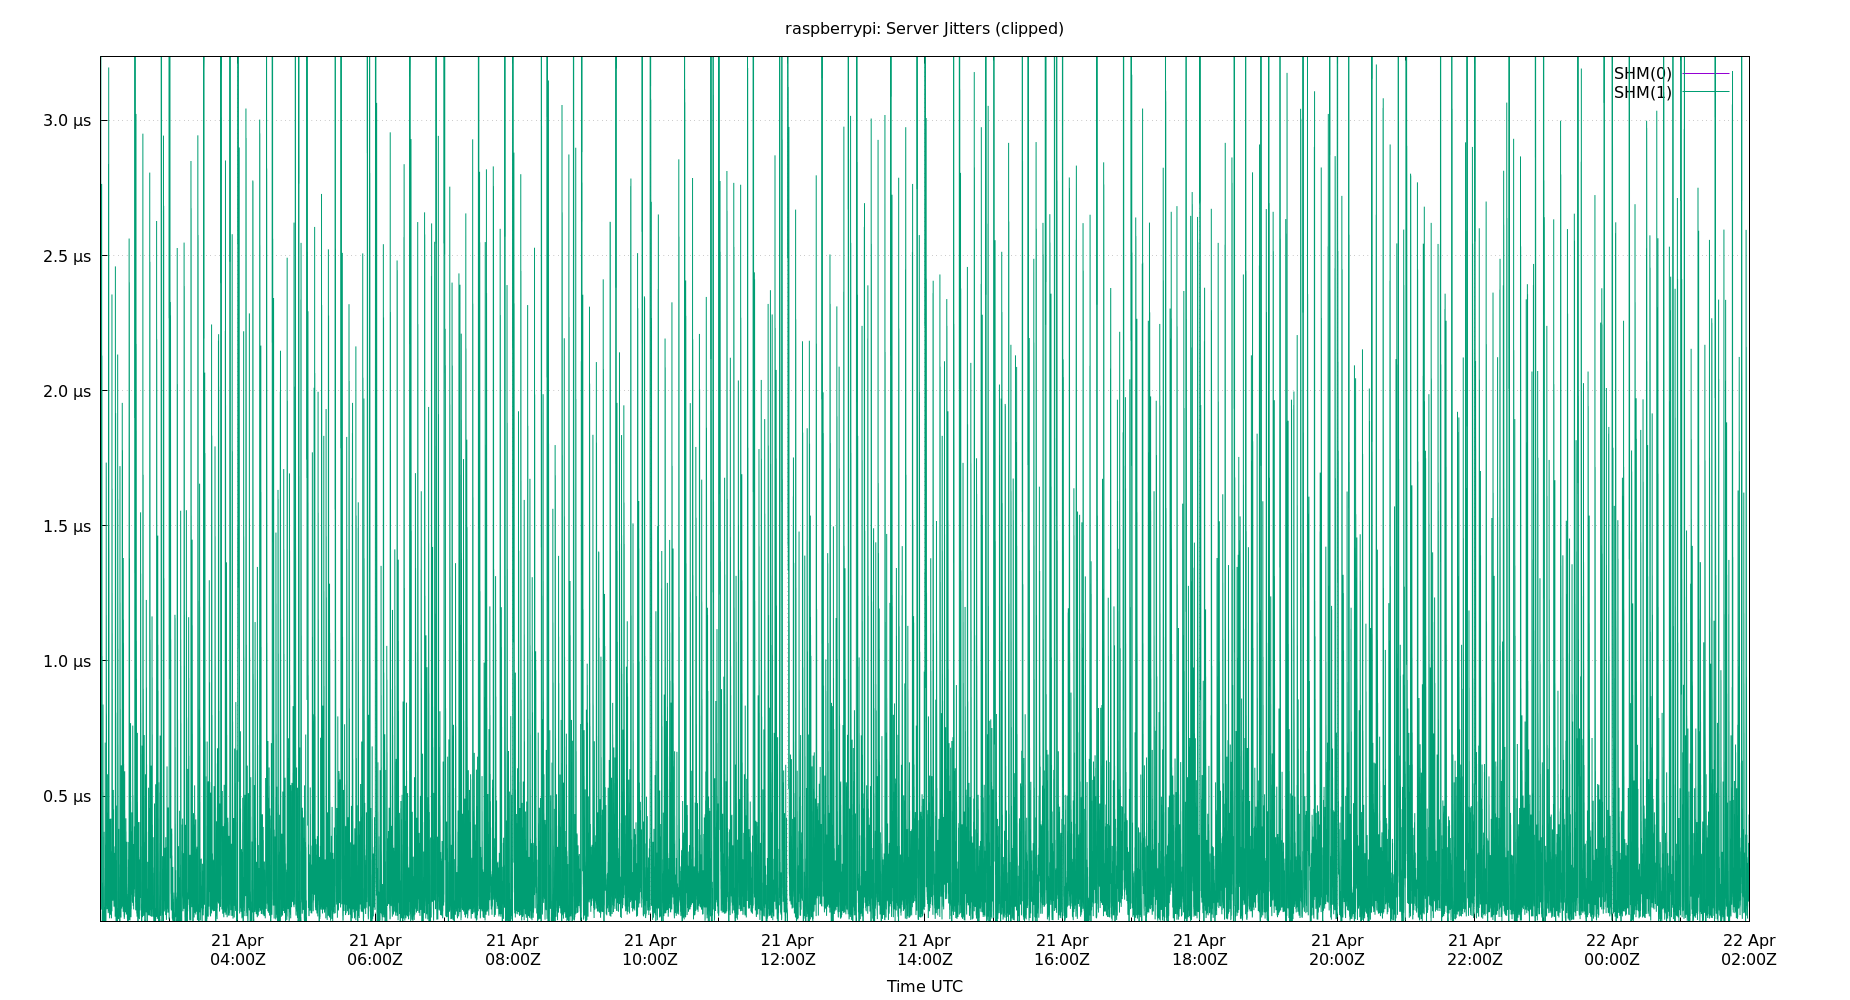 raspberrypi: Server Jitters (clipped)
SHM(0)
SHM(1)
3.0 µs
2.5 µs
2.0 µs
1.5 µs
1.0 µs
0.5 µs
21 Apr 21 Apr 21 Apr 21 Apr 21 Apr 21 Apr 21 Apr 21 Apr 21 Apr 21 Apr 22 Apr 22 Apr
04:00Z 06:00Z 08:00Z 10:00Z 12:00Z 14:00Z 16:00Z 18:00Z 20:00Z 22:00Z 00:00Z 02:00Z
Time UTC